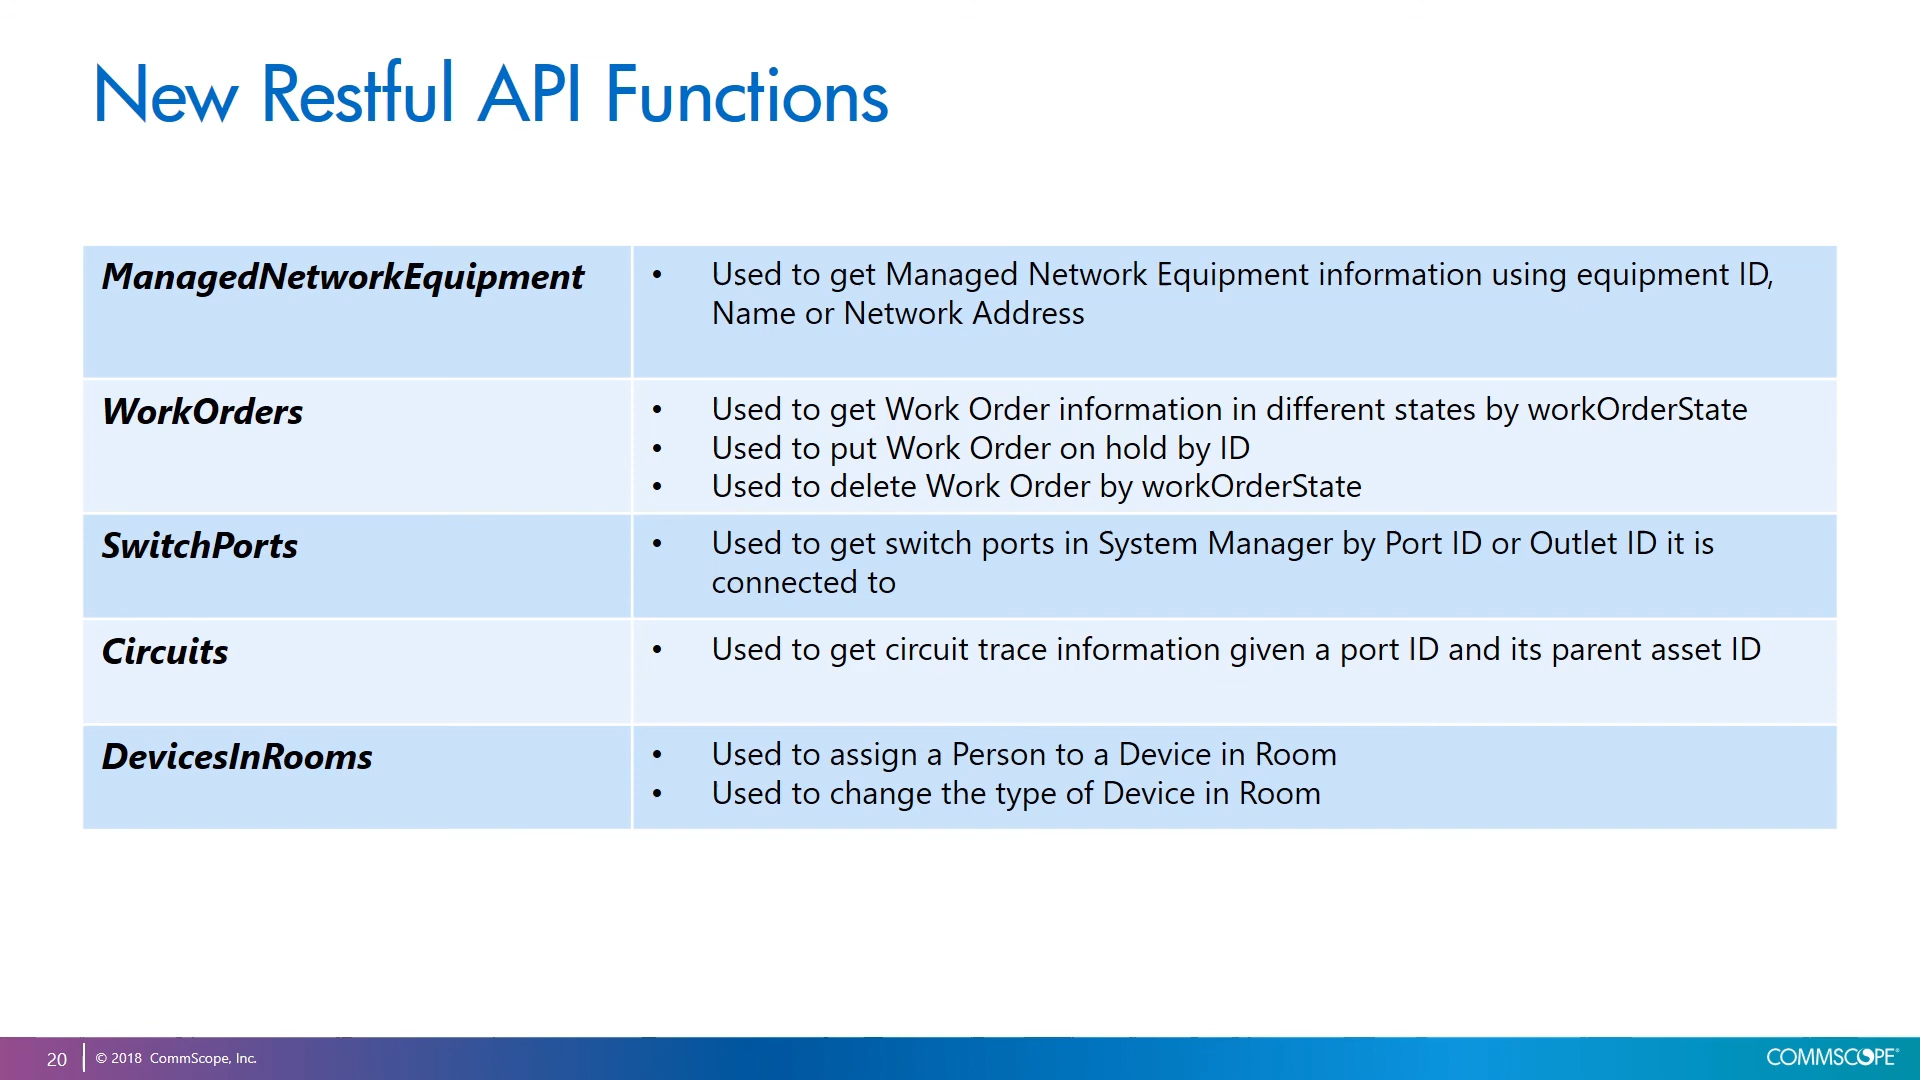 New Restful API Functions
ManagedNetworkEquipment
• Used to get Managed Network Equipment information using equipment ID,
Name or Network Address
WorkOrders
• Used to get Work Order information in different states by workOrderState
• Used to put Work Order on hold by ID
• Used to delete Work Order by workOrderState
SwitchPorts
• Used to get switch ports in System Manager by Port ID or Outlet ID it is
connected to
Circuits
• Used to get circuit trace information given a port ID and its parent asset ID
DevicesInRooms
• Used to assign a Person to a Device in Room
• Used to change the type of Device in Room
20 © 2018 CommScope, Inc.
COMMSCOPE®